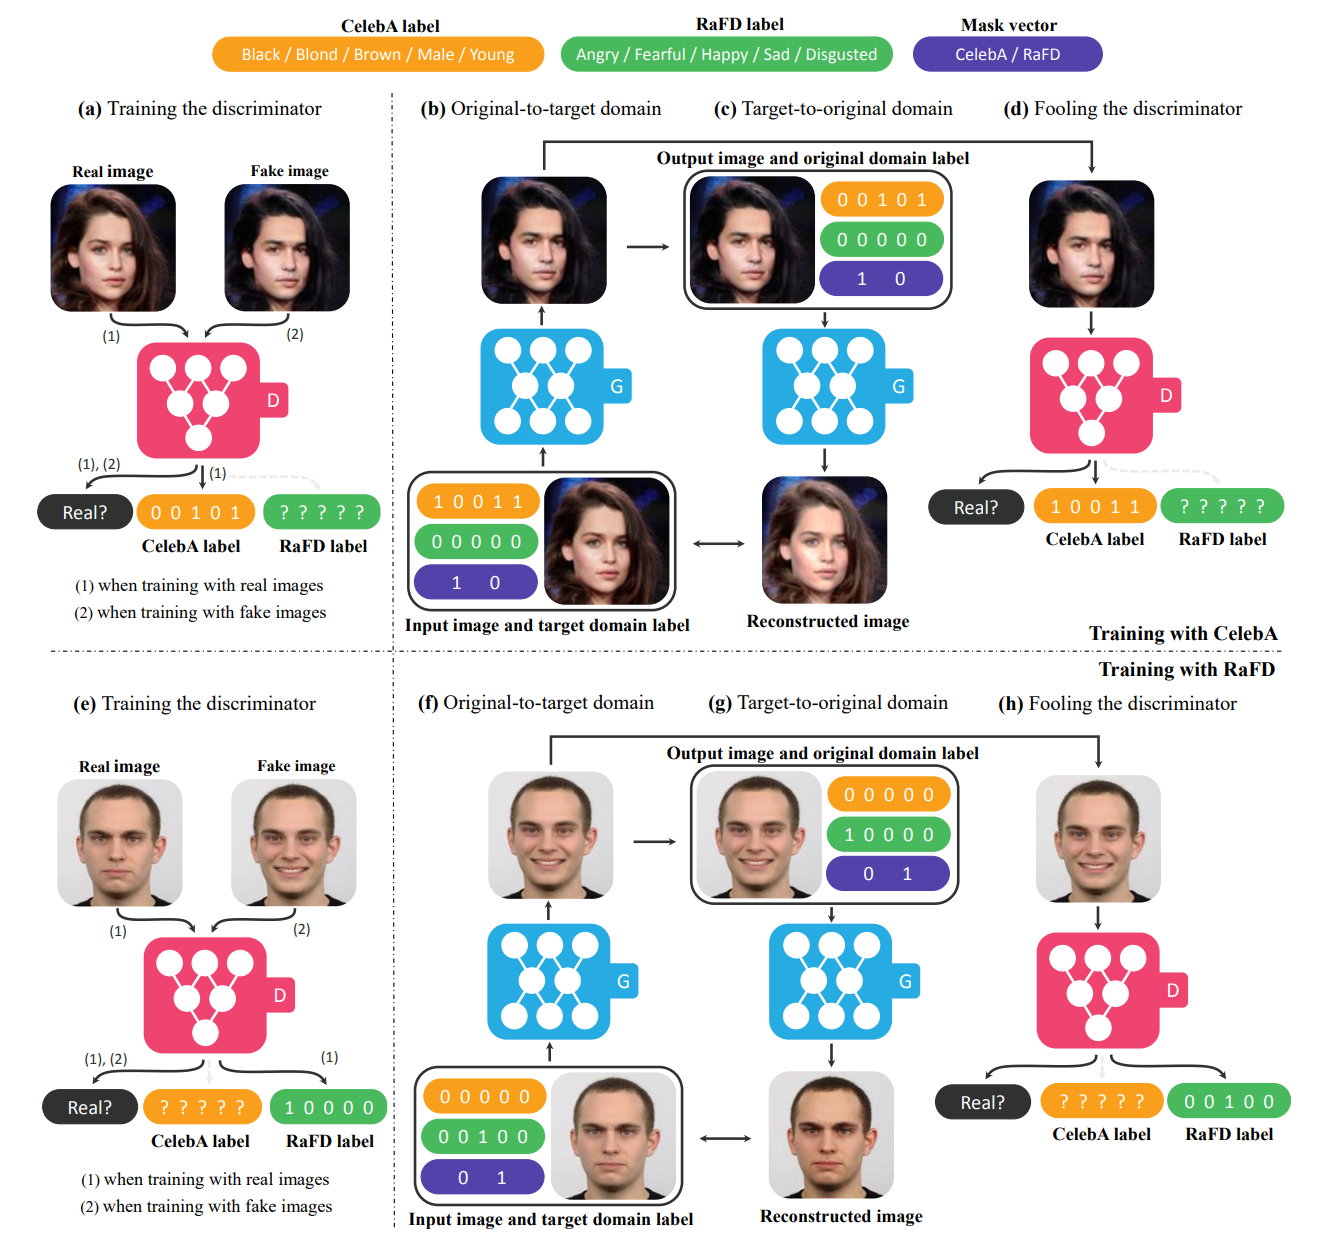 CelebA label
RaFD label
Mask vector
Black / Blond / Brown / Male / Young
Angry / Fearful / Happy / Sad / Disgusted
CelebA / RaFD
(a) Training the discriminator
(b) Original-to-target domain
(c) Target-to-original domain
(d) Fooling the discriminator
Real image
Fake image
Output image and original domain label
0 0 1 0 1
0 0 0 0 0
1 0
(1)
(2)
D
G
G
D
(1), (2)
(1)
Real?
0 0 1 0 1
? ? ? ? ?
CelebA label
RaFD label
(1) when training with real images
(2) when training with fake images
1 0 0 1 1
0 0 0 0 0
1 0
Input image and target domain label
Reconstructed image
Real?
1 0 0 1 1
? ? ? ? ?
CelebA label
RaFD label
Training with CelebA
Training with RaFD
(e) Training the discriminator
(f) Original-to-target domain
(g) Target-to-original domain
(h) Fooling the discriminator
Real image
Fake image
Output image and original domain label
0 0 0 0 0
1 0 0 0 0
0 1
(1)
(2)
D
G
G
D
(1), (2)
(1)
Real?
? ? ? ? ?
1 0 0 0 0
CelebA label
RaFD label
(1) when training with real images
(2) when training with fake images
0 0 0 0 0
0 0 1 0 0
0 1
Input image and target domain label
Reconstructed image
Real?
? ? ? ? ?
0 0 1 0 0
CelebA label
RaFD label